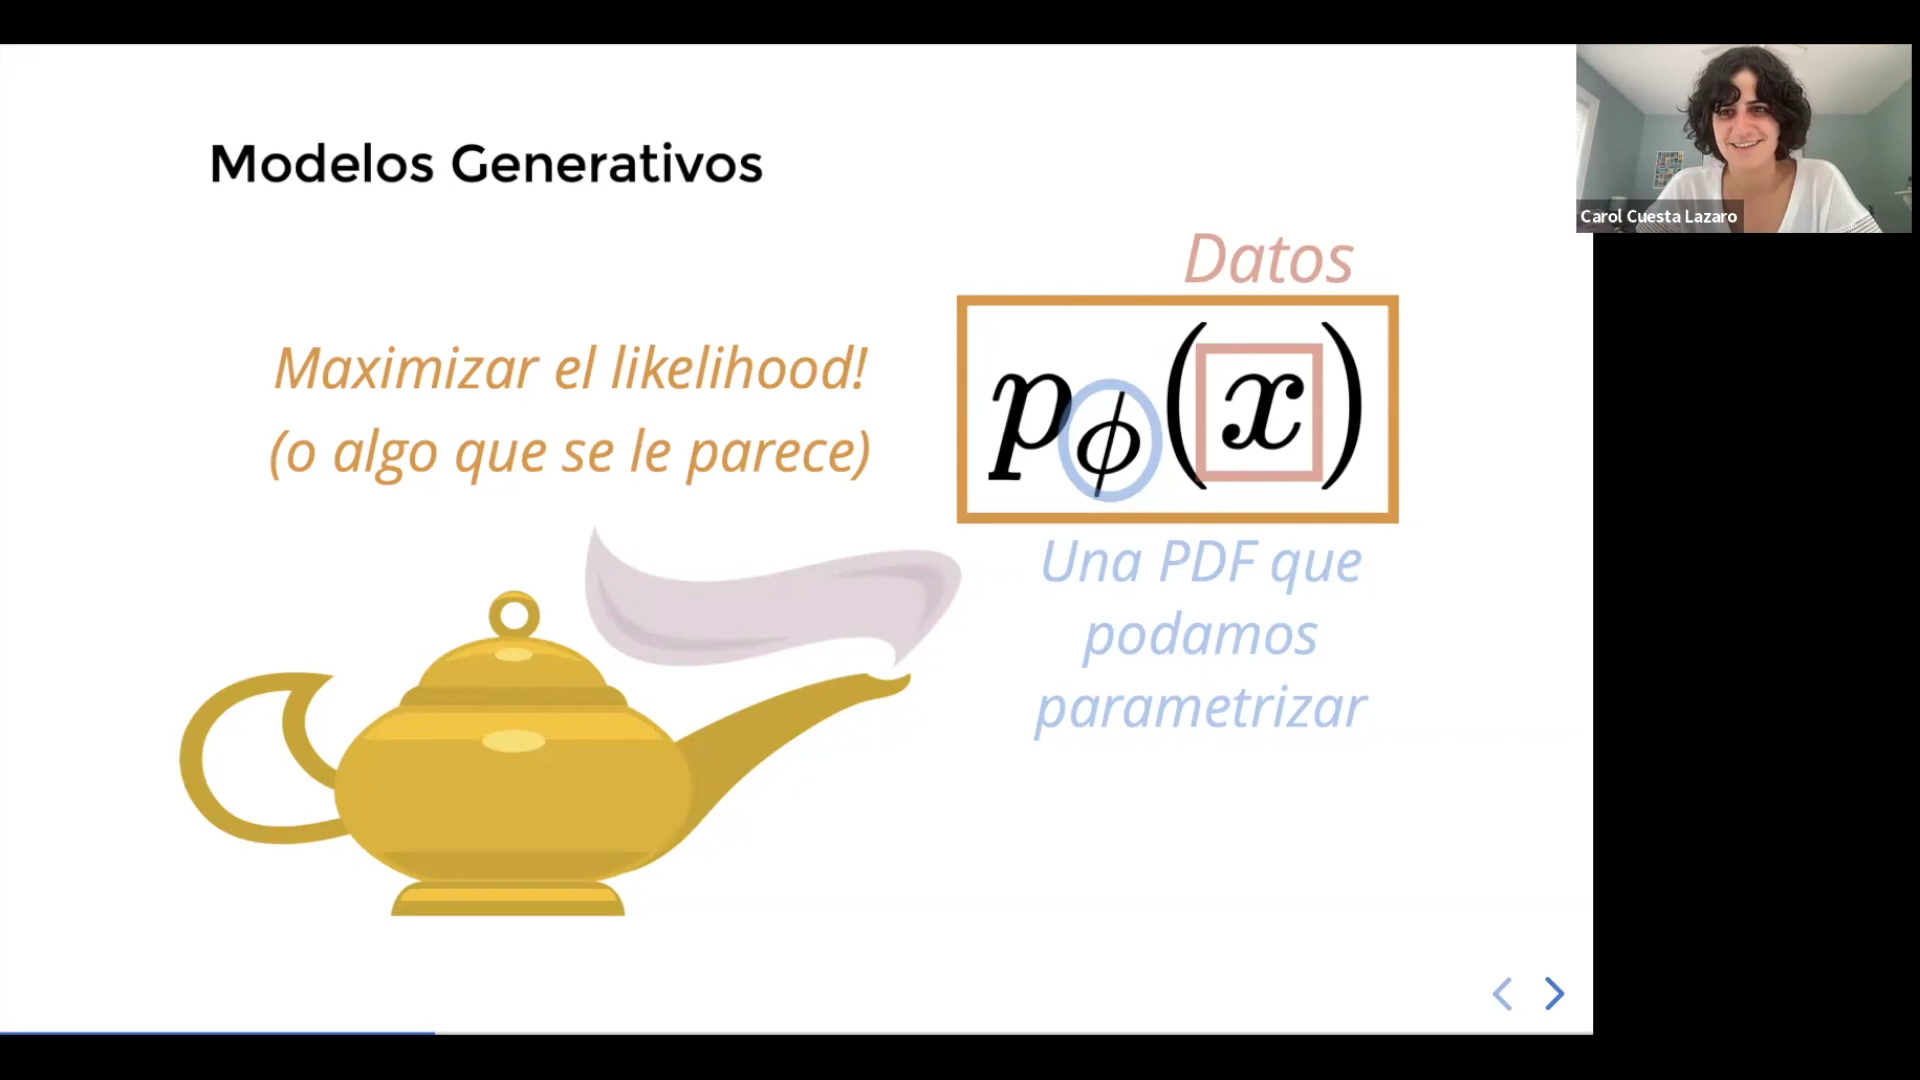 Modelos Generativos
Carol Cuesta Lazaro
Datos
Maximizar el likelihood!
(o algo que se le parece)
pϕ(x)
Una PDF que
podamos
parametrizar